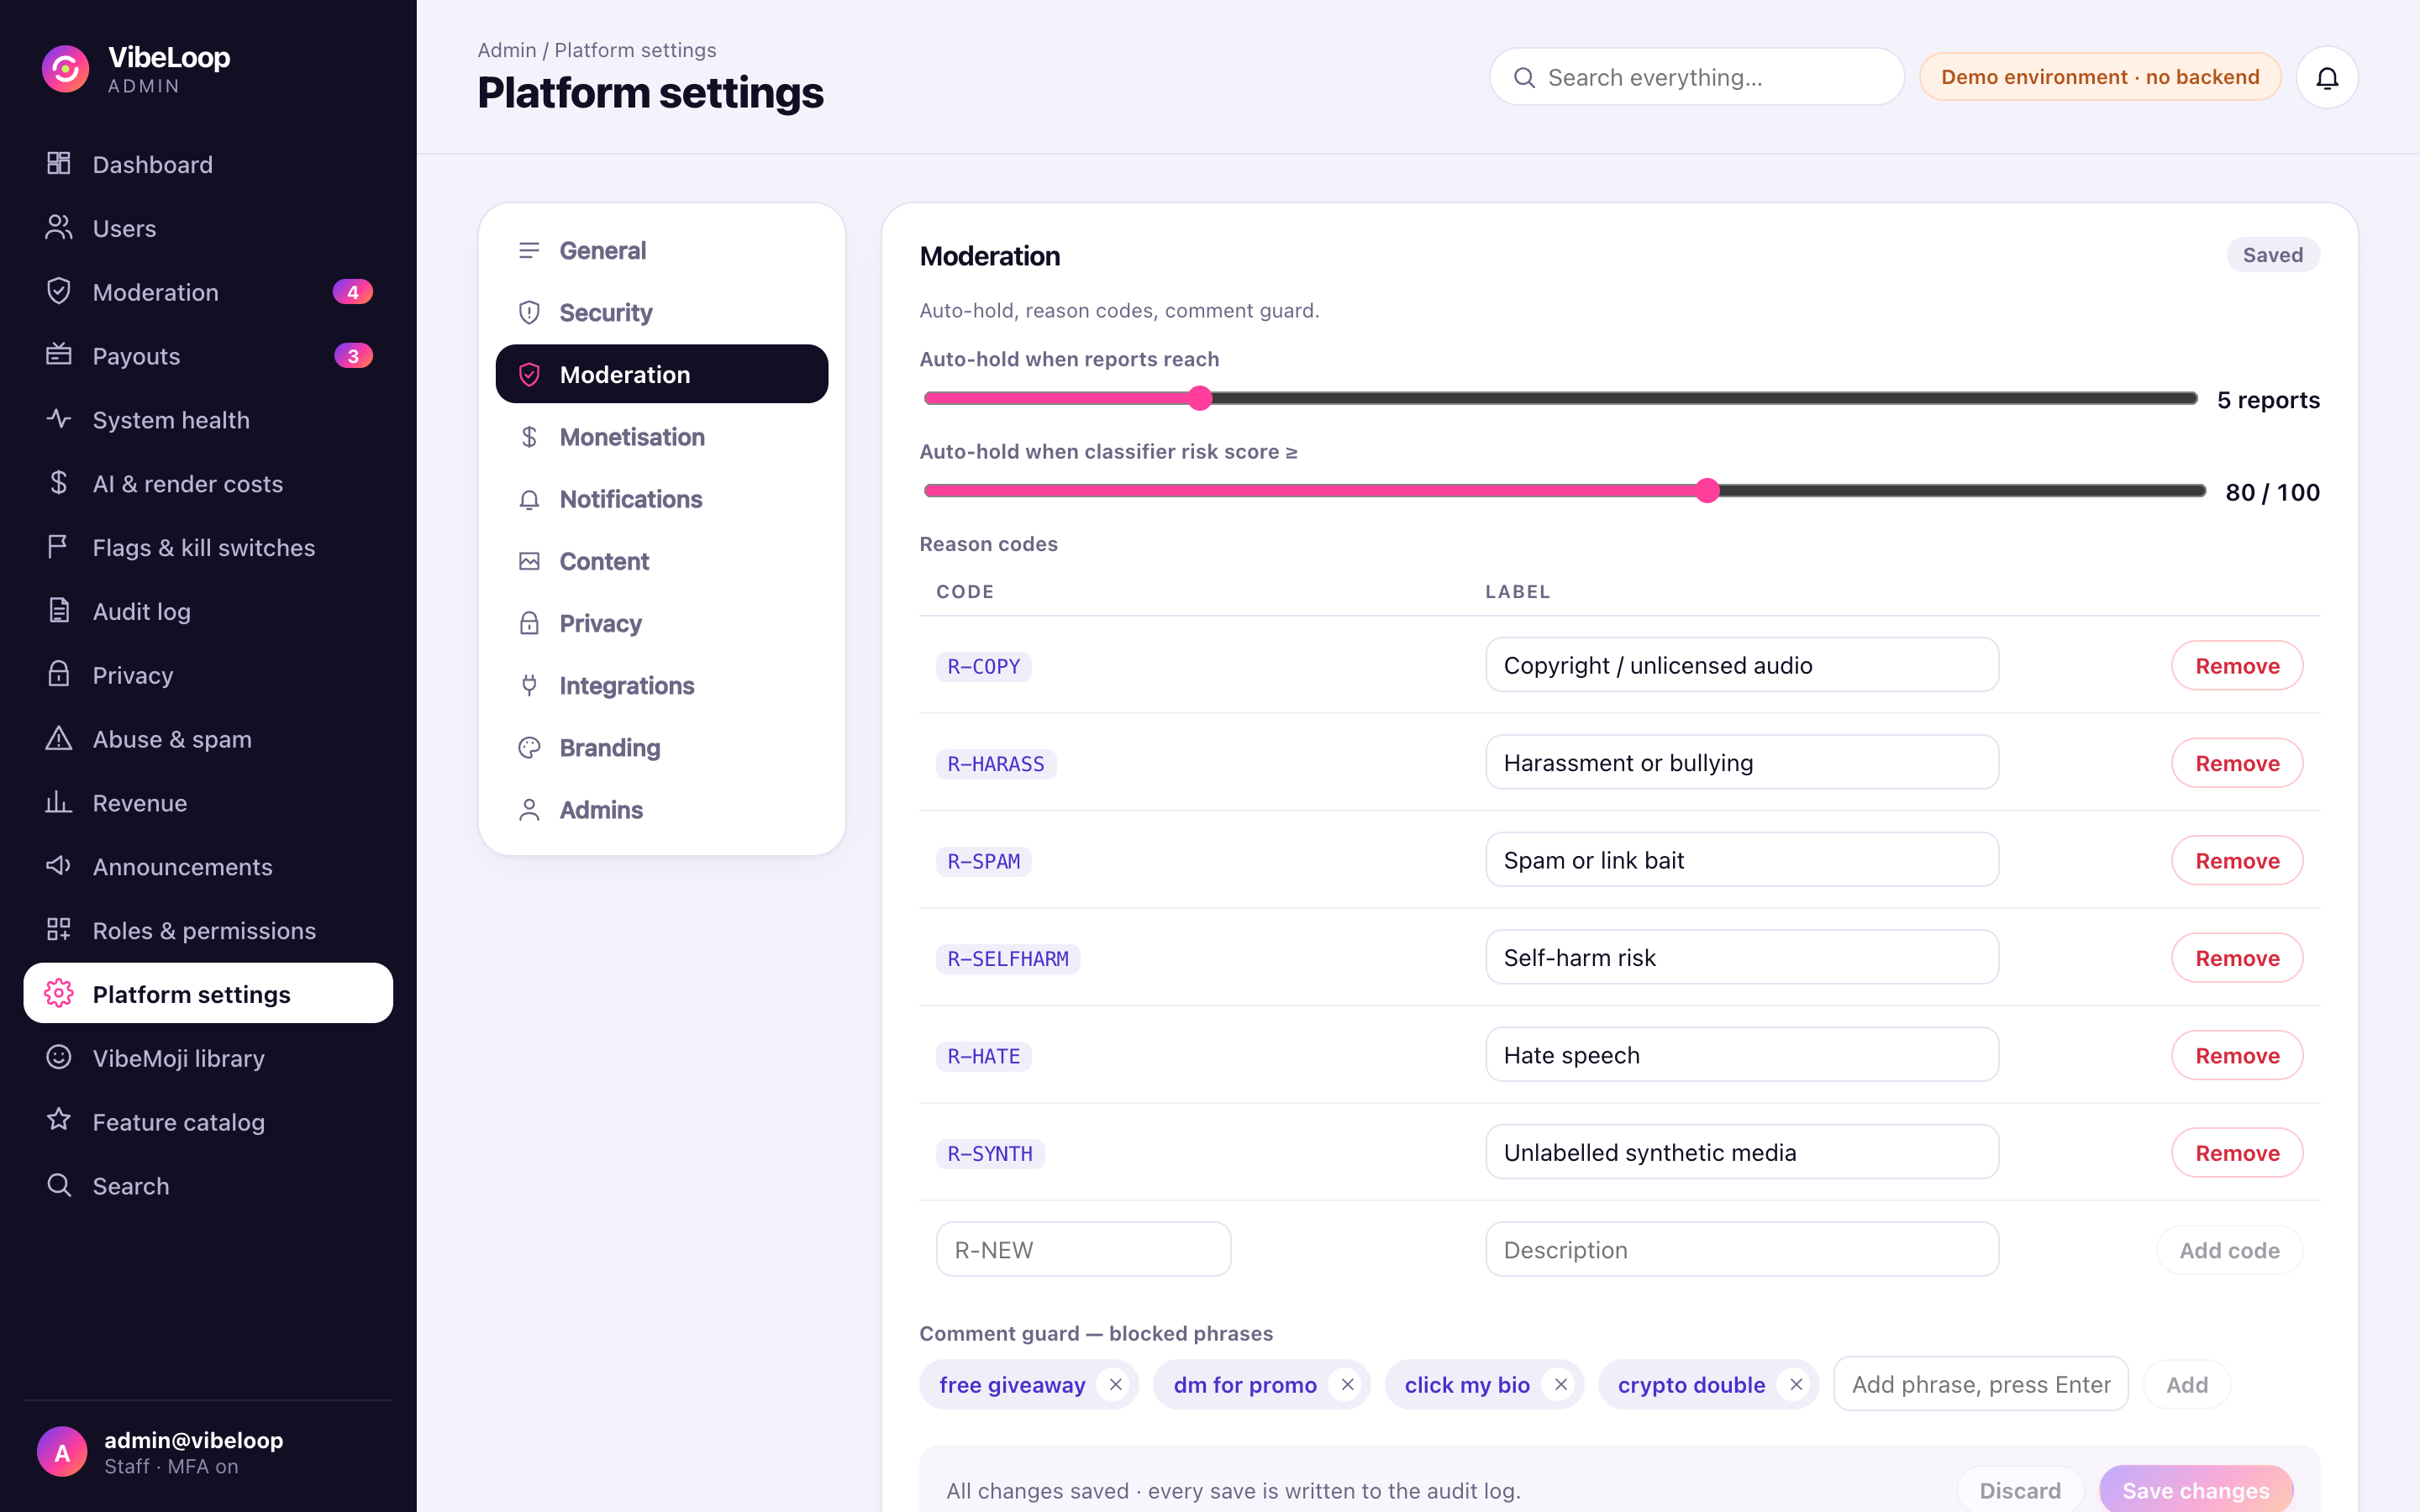 VibeLoop
ADMIN
Dashboard
Users
Moderation 4
Payouts 3
System health
AI & render costs
Flags & kill switches
Audit log
Privacy
Abuse & spam
Revenue
Announcements
Roles & permissions
Platform settings
VibeMoji library
Feature catalog
Search
A
admin@vibeloop
Staff · MFA on
Admin / Platform settings
Platform settings
Search everything...
Demo environment · no backend
General
Security
Moderation
Monetisation
Notifications
Content
Privacy
Integrations
Branding
Admins
Moderation
Saved
Auto-hold, reason codes, comment guard.
Auto-hold when reports reach
5 reports
Auto-hold when classifier risk score ≥
80 / 100
Reason codes
CODE LABEL
R-COPY Copyright / unlicensed audio Remove
R-HARASS Harassment or bullying Remove
R-SPAM Spam or link bait Remove
R-SELFHARM Self-harm risk Remove
R-HATE Hate speech Remove
R-SYNTH Unlabelled synthetic media Remove
R-NEW Description Add code
Comment guard — blocked phrases
free giveaway × dm for promo × click my bio × crypto double × Add phrase, press Enter Add
All changes saved · every save is written to the audit log. Discard Save changes